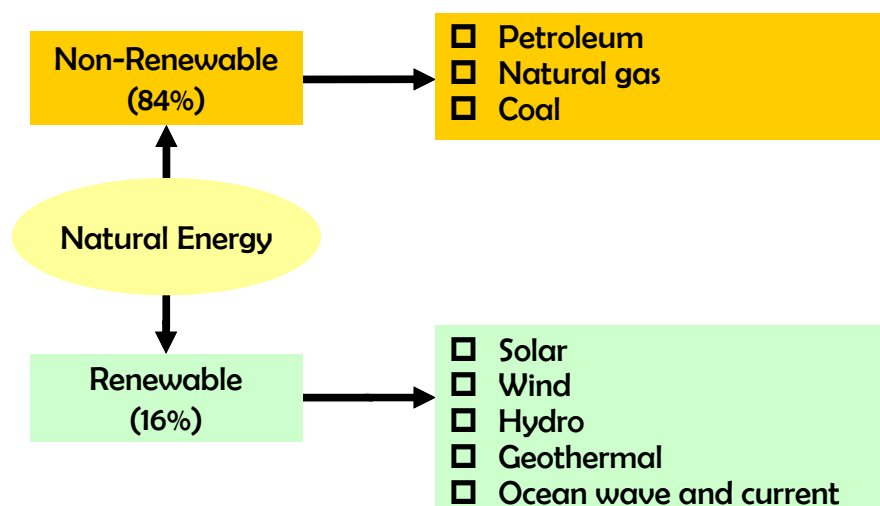 Non-Renewable
(84%)
Petroleum
Natural gas
Coal
Natural Energy
Renewable
(16%)
Solar
Wind
Hydro
Geothermal
Ocean wave and current